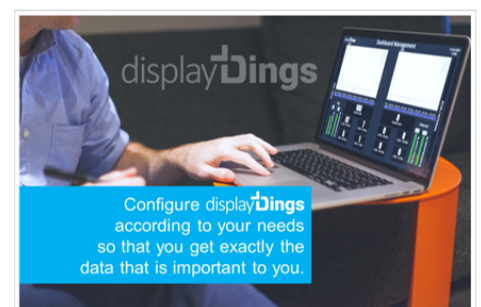 Dashboard Management
displayDings
Configure displayDings
according to your needs
so that you get exactly the
data that is important to you.